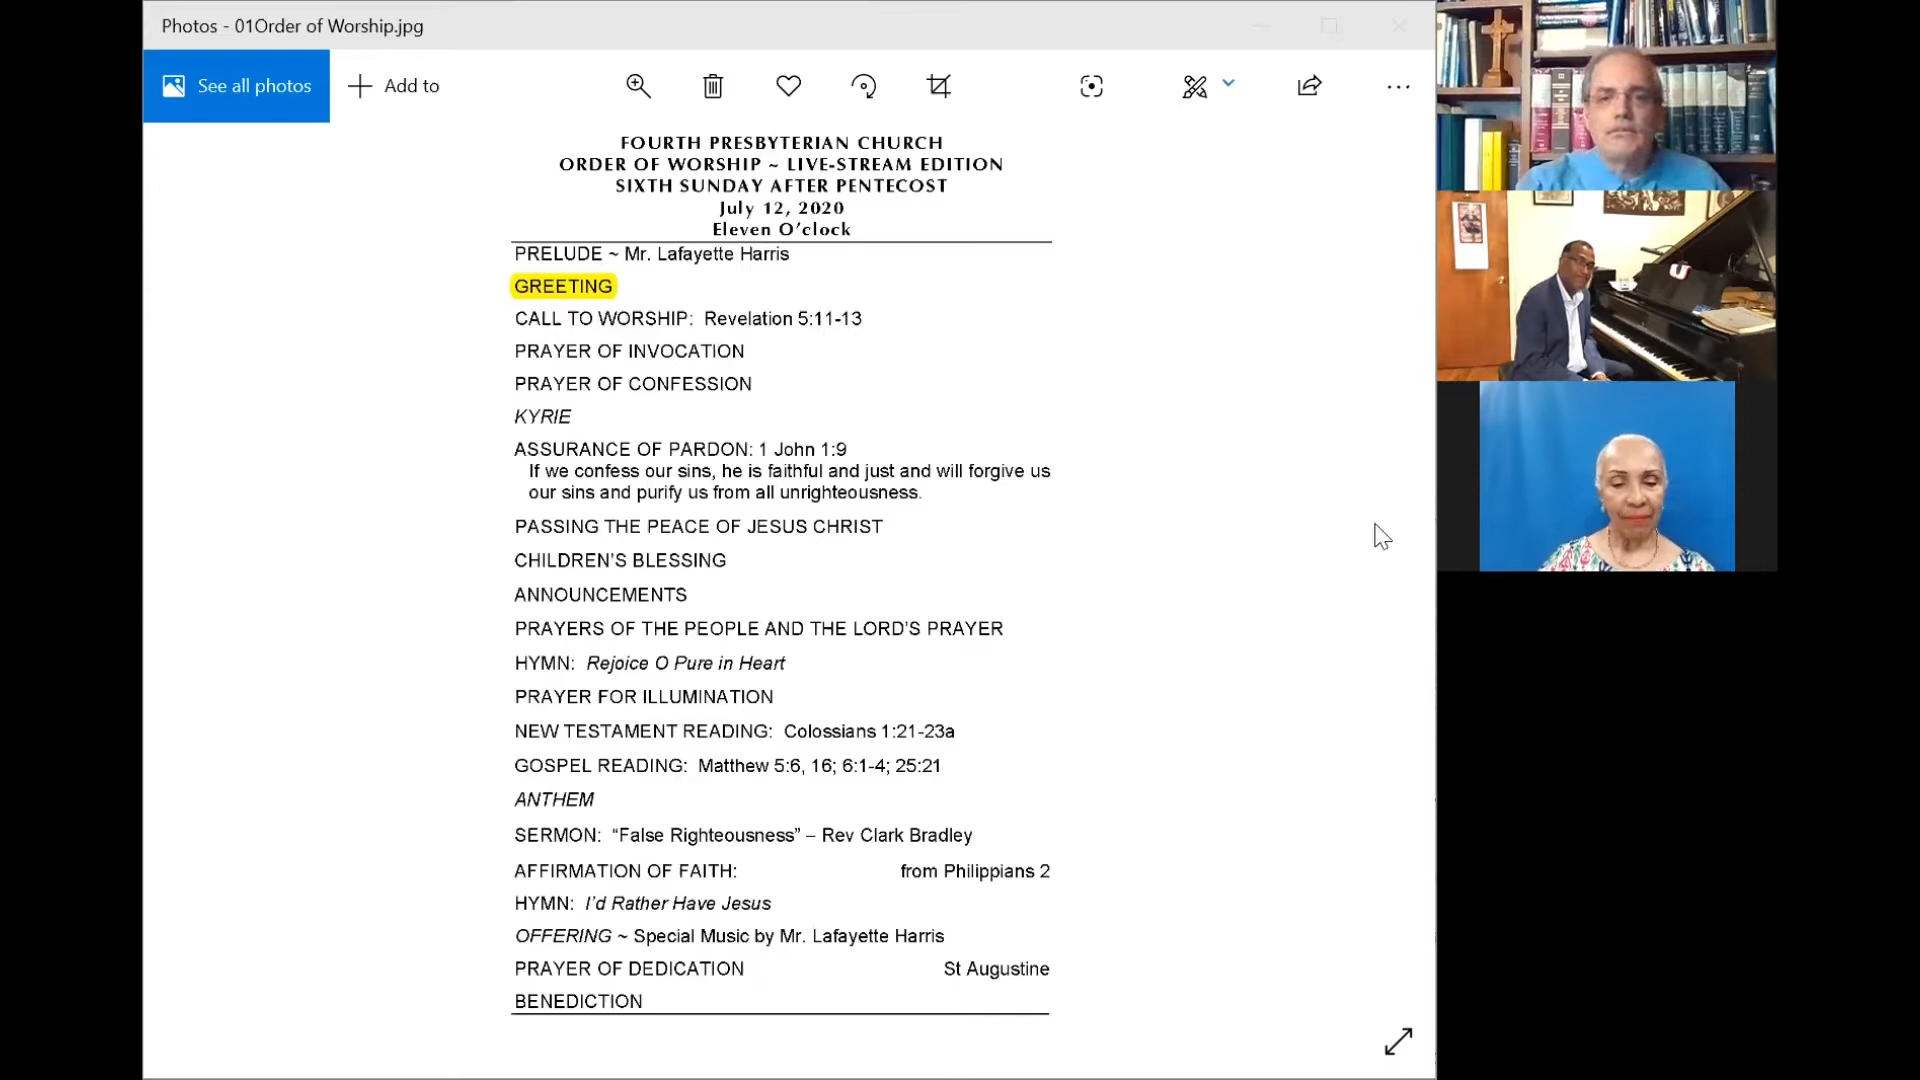 Photos - 01Order of Worship.jpg
See all photos
Add to
FOURTH PRESBYTERIAN CHURCH
ORDER OF WORSHIP ~ LIVE-STREAM EDITION
SIXTH SUNDAY AFTER PENTECOST
July 12, 2020
Eleven O’clock
PRELUDE ~ Mr. Lafayette Harris
GREETING
CALL TO WORSHIP: Revelation 5:11-13
PRAYER OF INVOCATION
PRAYER OF CONFESSION
KYRIE
ASSURANCE OF PARDON: 1 John 1:9
If we confess our sins, he is faithful and just and will forgive us
our sins and purify us from all unrighteousness.
PASSING THE PEACE OF JESUS CHRIST
CHILDREN’S BLESSING
ANNOUNCEMENTS
PRAYERS OF THE PEOPLE AND THE LORD’S PRAYER
HYMN: Rejoice O Pure in Heart
PRAYER FOR ILLUMINATION
NEW TESTAMENT READING: Colossians 1:21-23a
GOSPEL READING: Matthew 5:6, 16; 6:1-4; 25:21
ANTHEM
SERMON: “False Righteousness” – Rev Clark Bradley
AFFIRMATION OF FAITH: from Philippians 2
HYMN: I’d Rather Have Jesus
OFFERING ~ Special Music by Mr. Lafayette Harris
PRAYER OF DEDICATION St Augustine
BENEDICTION